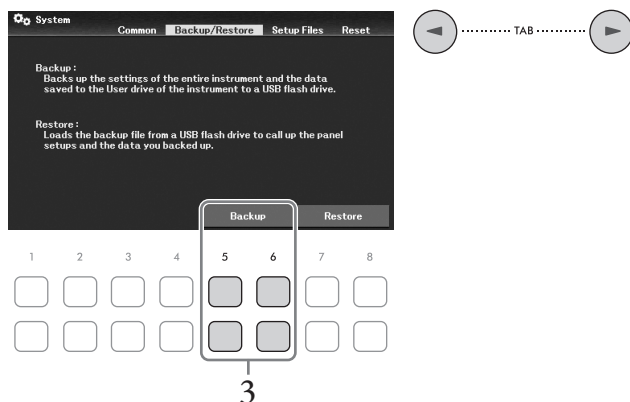 System
Common Backup/Restore Setup Files Reset
TAB
Backup :
Backs up the settings of the entire instrument and the data
saved to the User drive of the instrument to a USB flash drive.
Restore :
Loads the backup file from a USB flash drive to call up the panel
setups and the data you backed up.
Backup Restore
1 2 3 4 5 6 7 8
3